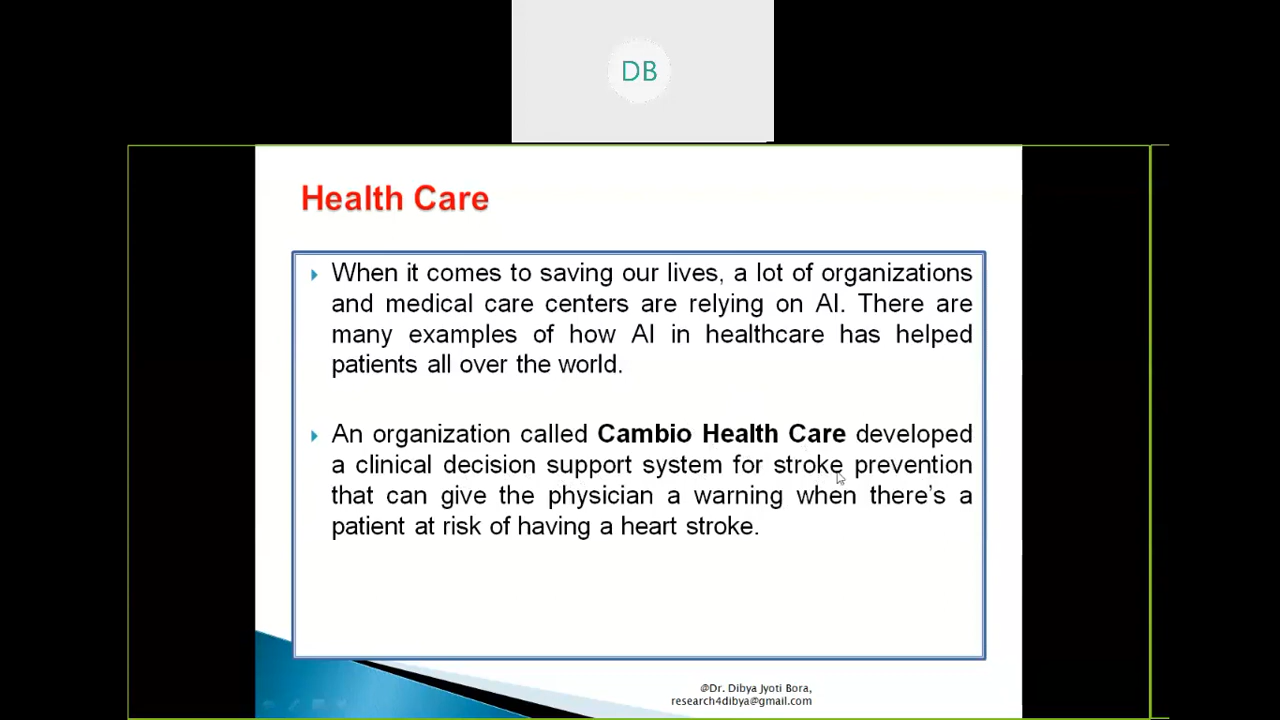 DB
Health Care
When it comes to saving our lives, a lot of organizations
and medical care centers are relying on AI. There are
many examples of how AI in healthcare has helped
patients all over the world.
An organization called Cambio Health Care developed
a clinical decision support system for stroke prevention
that can give the physician a warning when there’s a
patient at risk of having a heart stroke.
@Dr. Dibya Jyoti Bora,
research4dibya@gmail.com